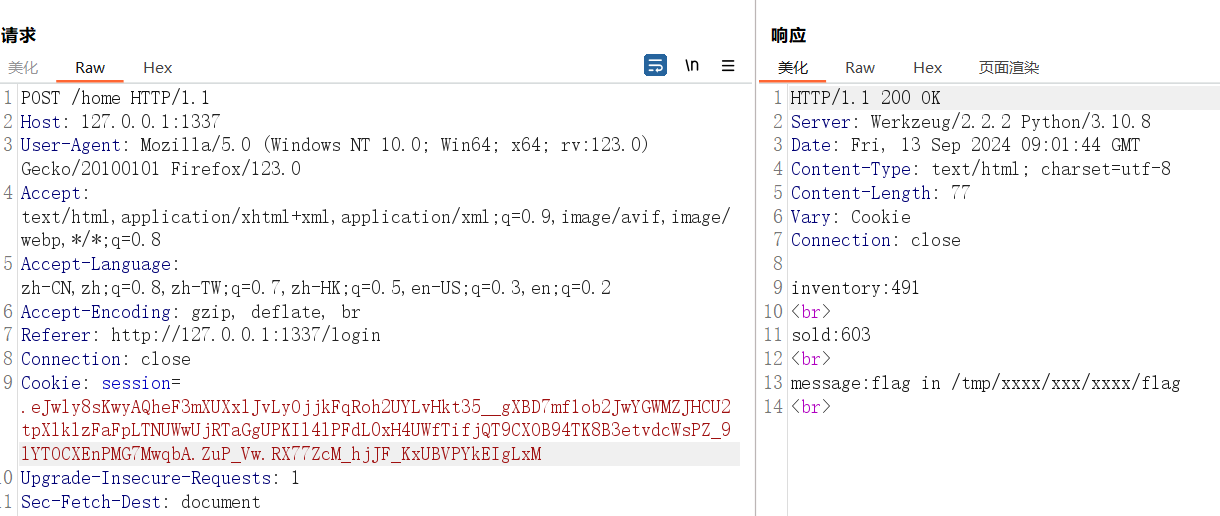 请求
美化 Raw Hex \n
1 POST /home HTTP/1.1
2 Host: 127.0.0.1:1337
3 User-Agent: Mozilla/5.0 (Windows NT 10.0; Win64; x64; rv:123.0)
Gecko/20100101 Firefox/123.0
4 Accept:
text/html,application/xhtml+xml,application/xml;q=0.9,image/avif,image/
webp,*/*;q=0.8
5 Accept-Language:
zh-CN,zh;q=0.8,zh-TW;q=0.7,zh-HK;q=0.5,en-US;q=0.3,en;q=0.2
6 Accept-Encoding: gzip, deflate, br
7 Referer: http://127.0.0.1:1337/login
8 Connection: close
9 Cookie: session=
.eJwly8sKwyAQheF3mXUXx1JvLy0jjkFqRoh2UYLvHkt35__gXBD7mflob2JwYGWMZJHCU2
tpXlklzFaFpLTNUWwUjRTaGgUPKIl41PFdLOxH4UWfTifjQT9CXOB94TK8B3etvdcWsPZ_9
lYTOCXEnPMG7MwqbA.ZuP_Vw.RX77ZcM_hjJF_KxUBVPYkEIgLxM
0 Upgrade-Insecure-Requests: 1
1 Sec-Fetch-Dest: document
响应
美化 Raw Hex 页面渲染
1 HTTP/1.1 200 OK
2 Server: Werkzeug/2.2.2 Python/3.10.8
3 Date: Fri, 13 Sep 2024 09:01:44 GMT
4 Content-Type: text/html; charset=utf-8
5 Content-Length: 77
6 Vary: Cookie
7 Connection: close
8
9 inventory:491
10 <br>
11 sold:603
12 <br>
13 message:flag in /tmp/xxxx/xxx/xxxx/flag
14 <br>